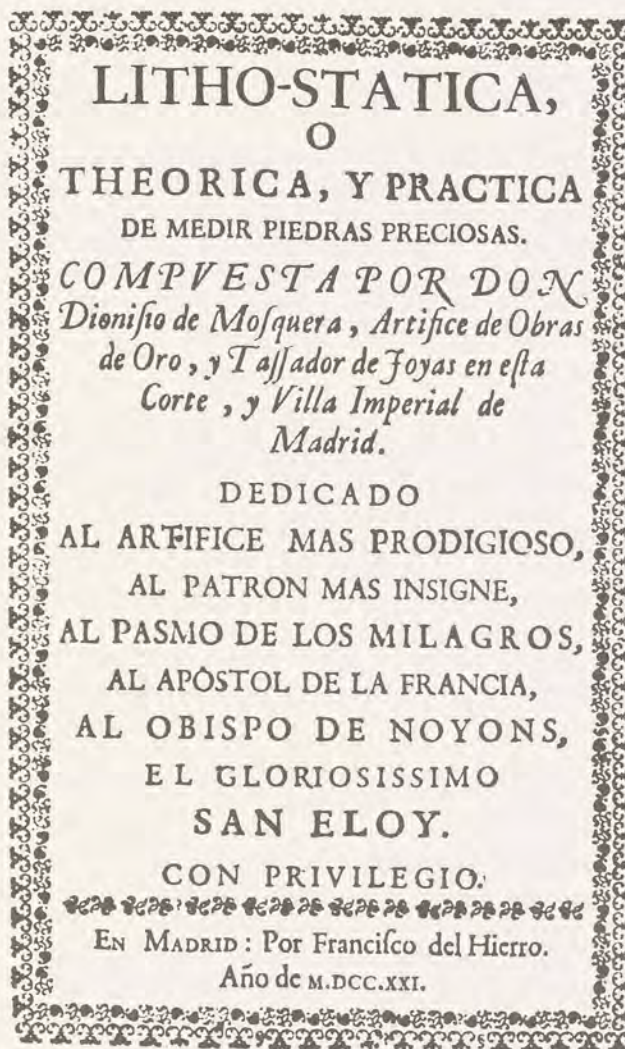 LITHO-STATICA,
O
THEORICA, Y PRACTICA
DE MEDIR PIEDRAS PRECIOSAS.
COMPVESTA POR DON
Dioniſio de Moſquera, Artifice de Obras
de Oro, y Taſſador de Joyas en eſta
Corte, y Villa Imperial de
Madrid.
DEDICADO
AL ARTIFICE MAS PRODIGIOSO,
AL PATRON MAS INSIGNE,
AL PASMO DE LOS MILAGROS,
AL APÒSTOL DE LA FRANCIA,
AL OBISPO DE NOYONS,
EL GLORIOSISSIMO
SAN ELOY.
CON PRIVILEGIO.
EN MADRID: Por Franciſco del Hierro.
Año de M.DCC.XXI.